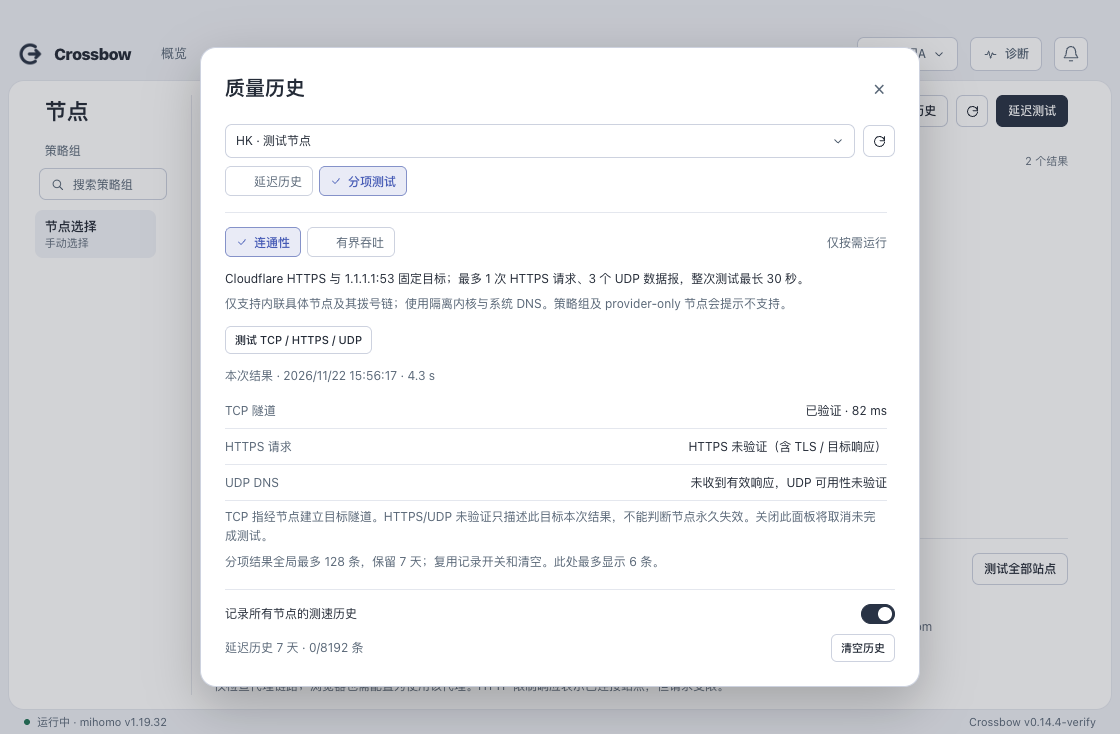 Crossbow
概览
A
诊断
节点
策略组
搜索策略组
节点选择
手动选择
史
延迟测试
2 个结果
质量历史
HK · 测试节点
延迟历史
分项测试
连通性
有界吞吐
仅按需运行
Cloudflare HTTPS 与 1.1.1.1:53 固定目标；最多 1 次 HTTPS 请求、3 个 UDP 数据报，整次测试最长 30 秒。
仅支持内联具体节点及其拨号链；使用隔离内核与系统 DNS。策略组及 provider-only 节点会提示不支持。
测试 TCP / HTTPS / UDP
本次结果 · 2026/11/22 15:56:17 · 4.3 s
TCP 隧道
已验证 · 82 ms
HTTPS 请求
HTTPS 未验证（含 TLS / 目标响应）
UDP DNS
未收到有效响应，UDP 可用性未验证
TCP 指经节点建立目标隧道。HTTPS/UDP 未验证只描述此目标本次结果，不能判断节点永久失效。关闭此面板将取消未完
成测试。
分项结果全局最多 128 条，保留 7 天；复用记录开关和清空。此处最多显示 6 条。
记录所有节点的测速历史
延迟历史 7 天 · 0/8192 条
清空历史
测试全部站点
om
运行中 · mihomo v1.19.32
Crossbow v0.14.4-verify